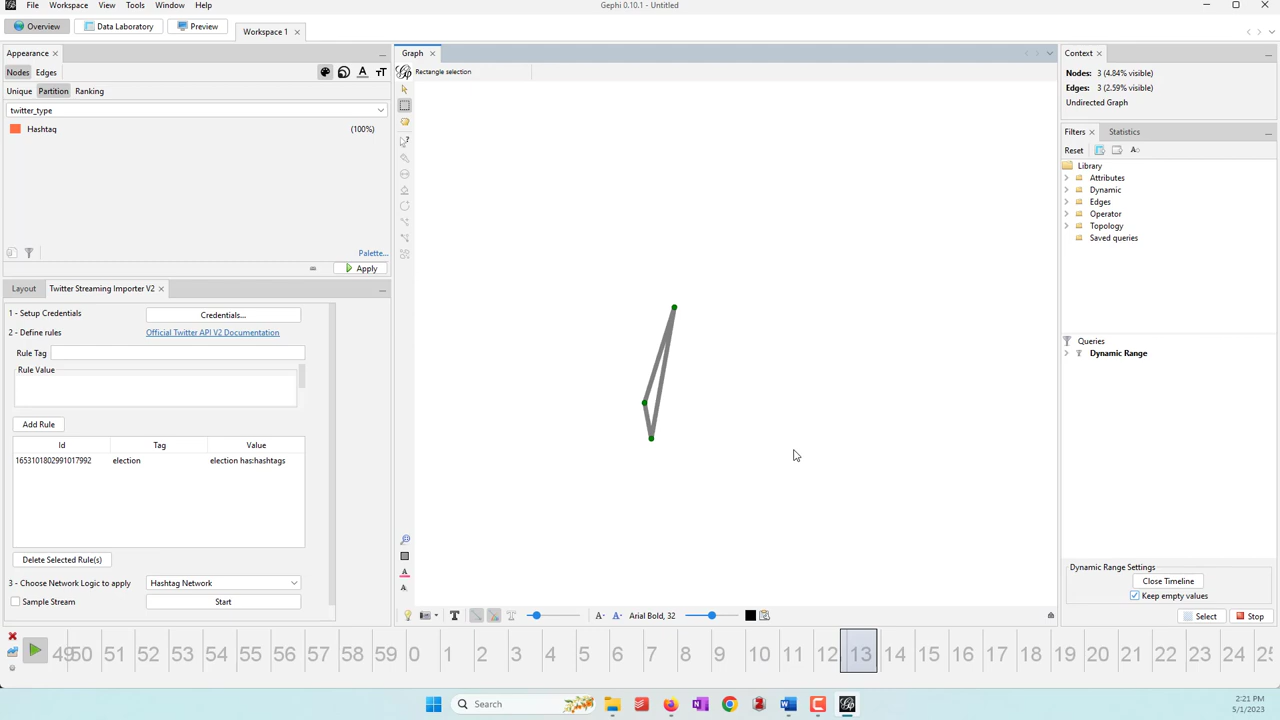 File Workspace View Tools Window Help
Gephi 0.10.1 - Untitled
Overview Data Laboratory Preview Workspace 1
Appearance
Nodes Edges
Unique Partition Ranking
twitter_type
Hashtag (100%)
Palette...
Apply
Layout Twitter Streaming Importer V2
1 - Setup Credentials Credentials...
2 - Define rules Official Twitter API V2 Documentation
Rule Tag
Rule Value
Add Rule
Id Tag Value
1653101802991017992 election election has:hashtags
Delete Selected Rule(s)
3 - Choose Network Logic to apply Hashtag Network
Sample Stream Start
Graph
Rectangle selection
Arial Bold, 32
Context
Nodes: 3 (4.84% visible)
Edges: 3 (2.59% visible)
Undirected Graph
Filters Statistics
Reset
Library
Attributes
Dynamic
Edges
Operator
Topology
Saved queries
Queries
Dynamic Range
Dynamic Range Settings
Close Timeline
Keep empty values
Select Stop
49 50 51 52 53 54 55 56 57 58 59 0 1 2 3 4 5 6 7 8 9 10 11 12 13 14 15 16 17 18 19 20 21 22 23 24 25
Search
2:21 PM
5/1/2023